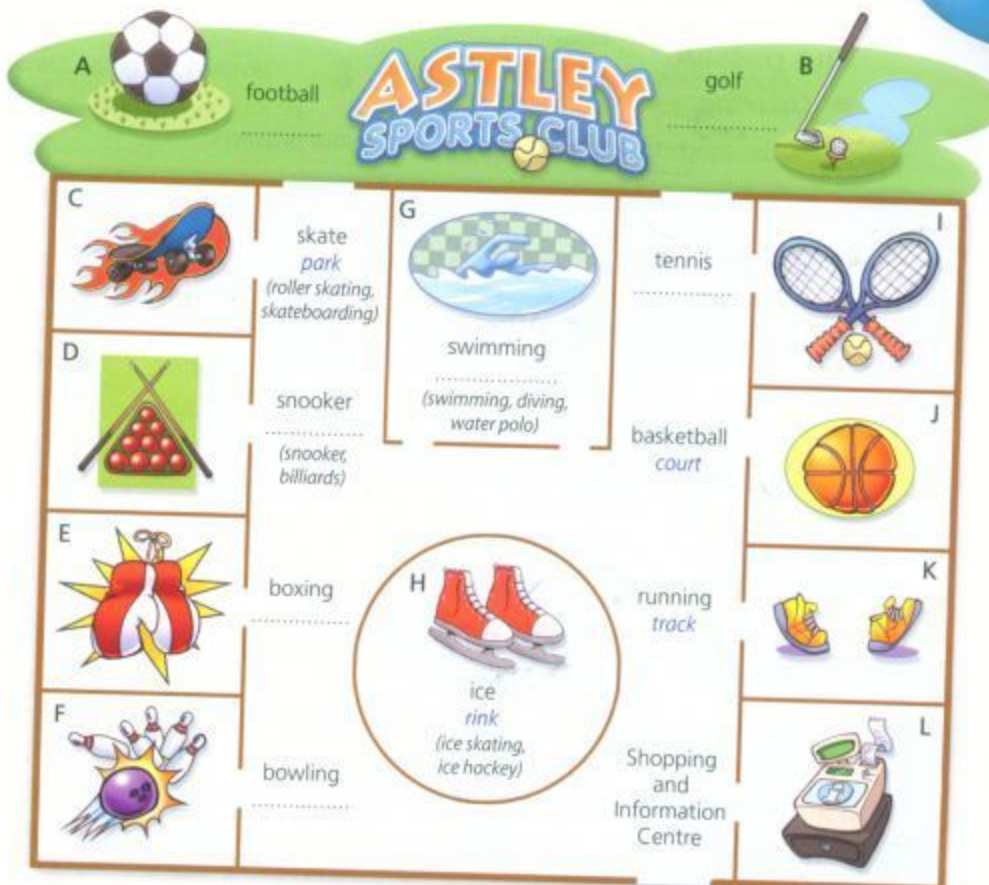 A
football
ASTLEY
SPORTS CLUB
golf
B
C
skate
park
(roller skating,
skateboarding)
G
swimming
(swimming, diving,
water polo)
tennis
I
D
snooker
(snooker,
billiards)
basketball
court
J
E
boxing
H
ice
rink
(ice skating,
ice hockey)
running
track
K
F
bowling
Shopping
and
Information
Centre
L